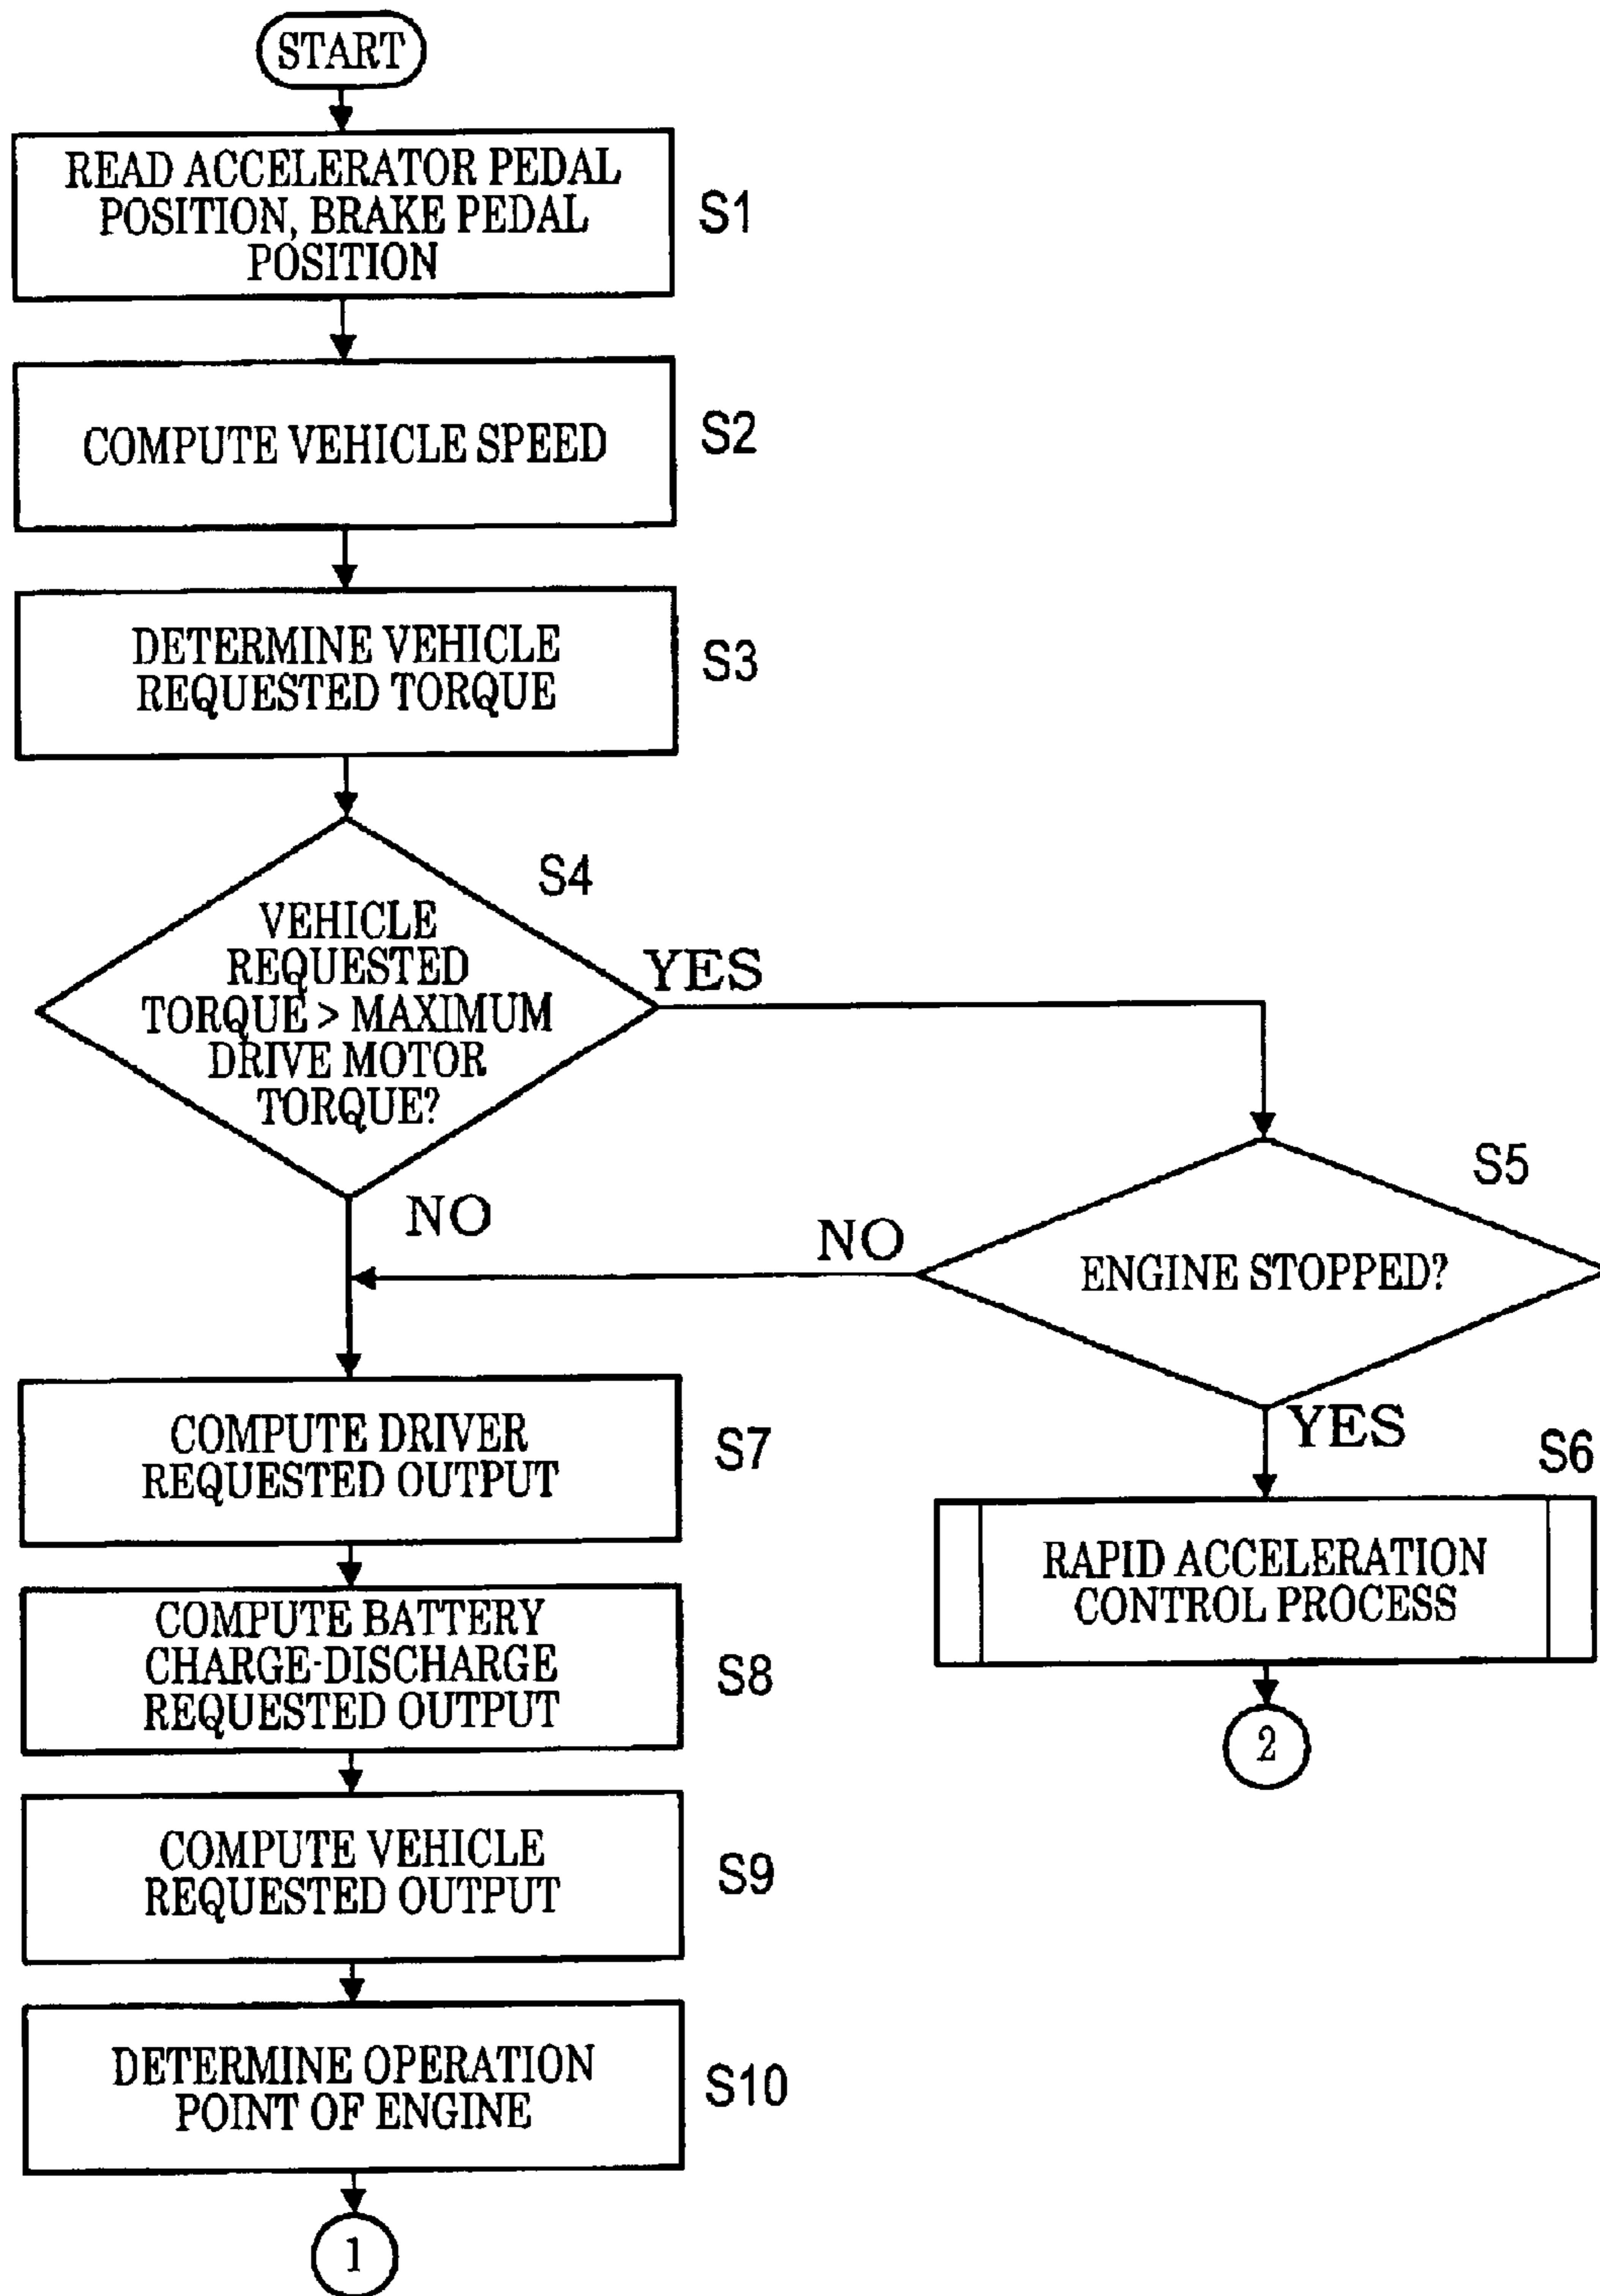 START
READ ACCELERATOR PEDAL
POSITION, BRAKE PEDAL
POSITION
S1
COMPUTE VEHICLE SPEED
S2
DETERMINE VEHICLE
REQUESTED TORQUE
S3
S4
VEHICLE
REQUESTED
TORQUE > MAXIMUM
DRIVE MOTOR
TORQUE?
YES
NO
S5
NO
ENGINE STOPPED?
YES
S6
RAPID ACCELERATION
CONTROL PROCESS
2
COMPUTE DRIVER
REQUESTED OUTPUT
S7
COMPUTE BATTERY
CHARGE-DISCHARGE
REQUESTED OUTPUT
S8
COMPUTE VEHICLE
REQUESTED OUTPUT
S9
DETERMINE OPERATION
POINT OF ENGINE
S10
1